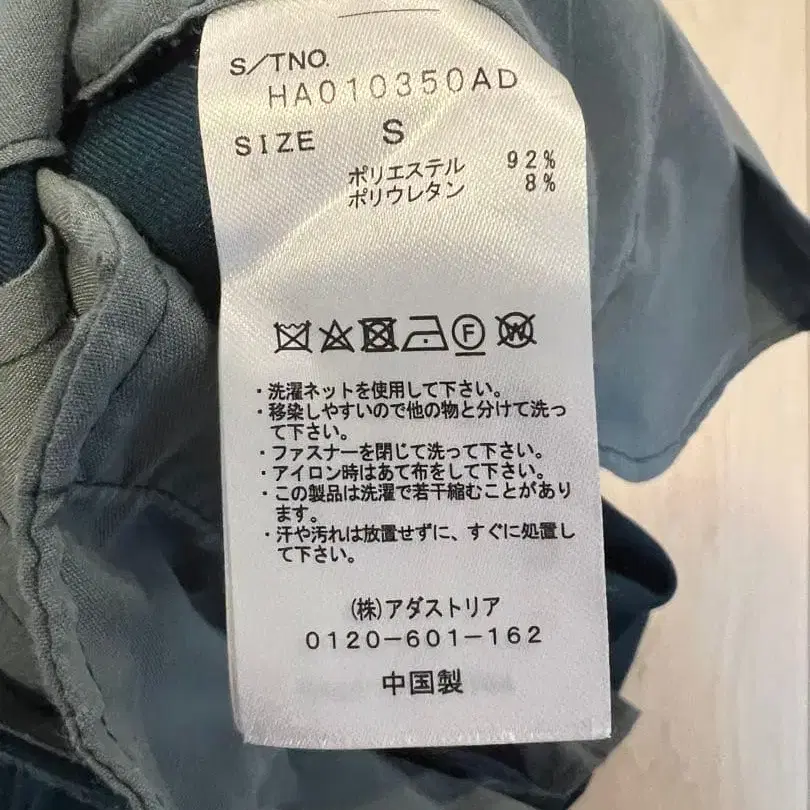 S/TNO.
HA010350AD
SIZE S
ポリエステル 92%
ポリウレタン 8%
F W
・洗濯ネットを使用して下さい。
・移染しやすいので他の物と分けて洗っ
て下さい。
・ファスナーを閉じて洗って下さい。
・アイロン時はあて布をして下さい。
・この製品は洗濯で若干縮むことがあり
ます。
・汗や汚れは放置せずに、すぐに処置し
て下さい。
(株)アダストリア
0120-601-162
中国製